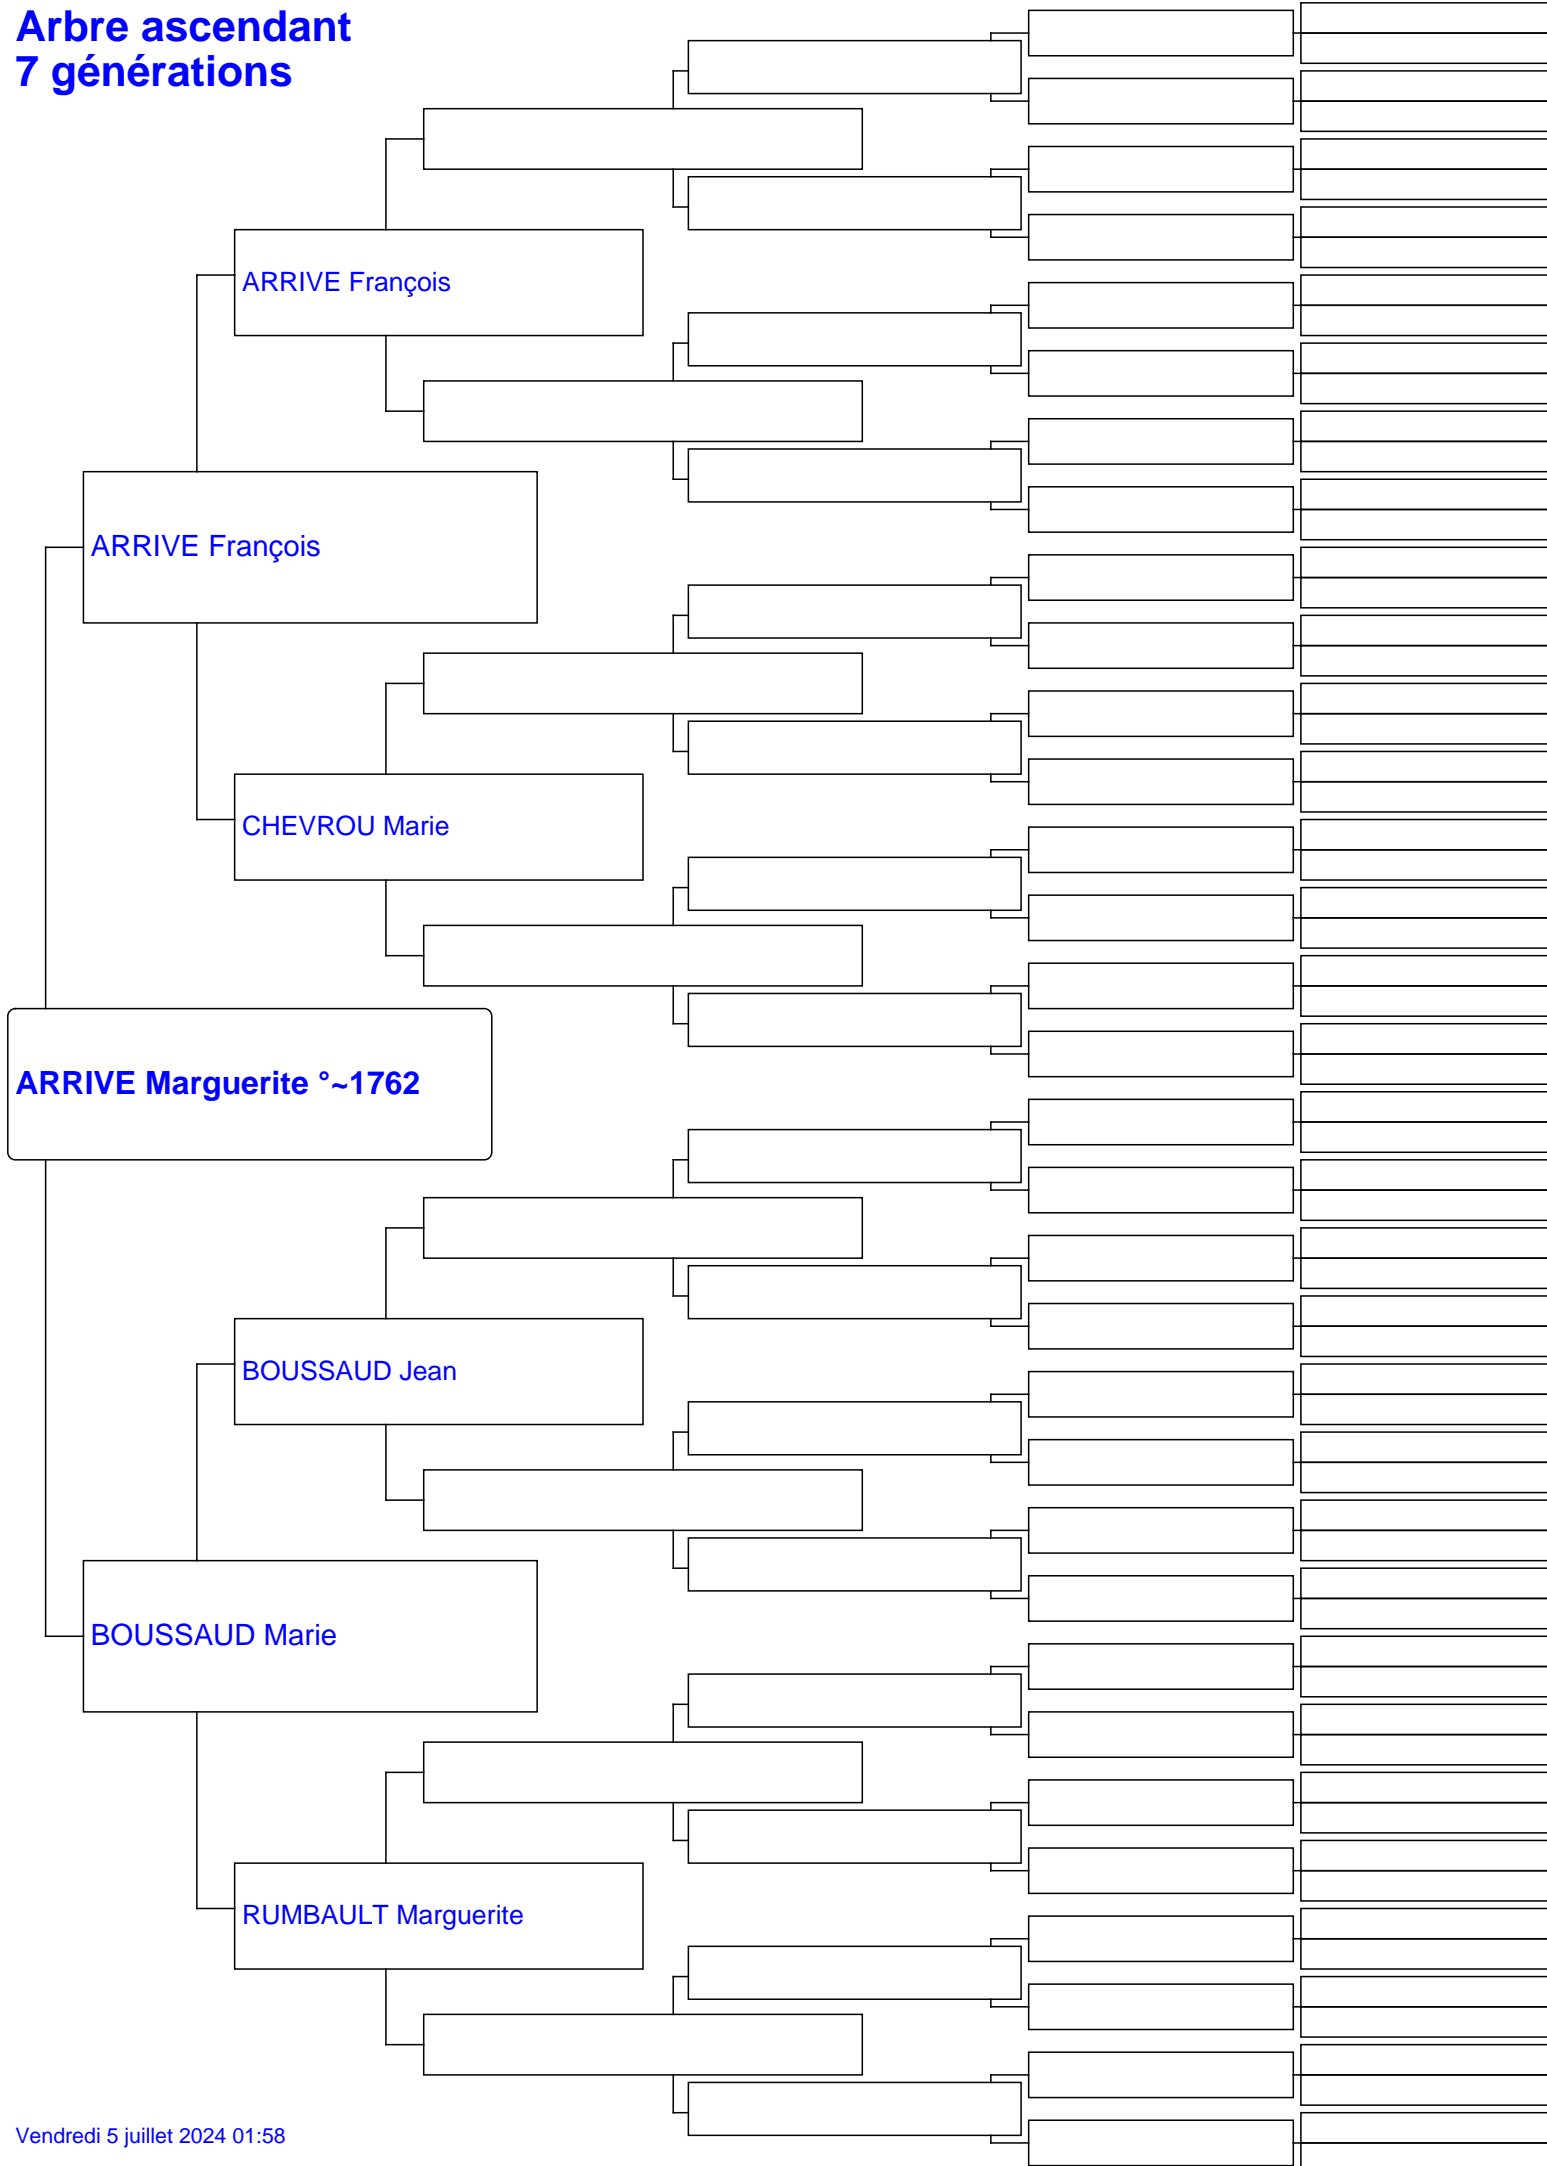 Arbre ascendant
7 générations
ARRIVE François
ARRIVE François
CHEVROU Marie
ARRIVE Marguerite °~1762
BOUSSAUD Jean
BOUSSAUD Marie
RUMBAULT Marguerite
Vendredi 5 juillet 2024 01:58